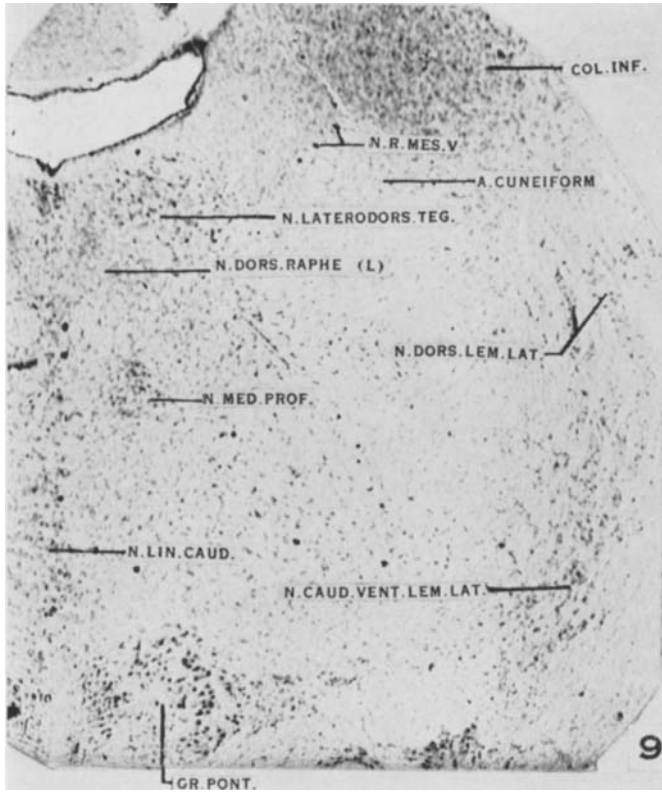 COL. INF.
N.R.MES.V
A.CUNEIFORM
N.LATERODORS.TEG.
N.DORS.RAPHE (L)
N.DORS.LEM.LAT.
N.MED.PROF.
N.LIN.CAUD.
N.CAUD.VENT.LEM.LAT.
9
GR.PONT.